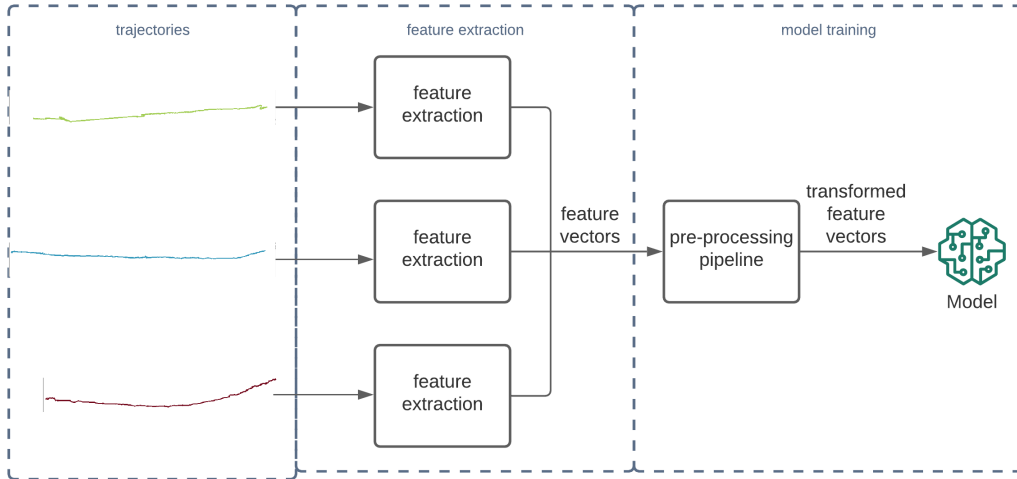 trajectories
feature extraction
model training
feature
extraction
feature
extraction
feature
extraction
feature
vectors
pre-processing
pipeline
transformed
feature
vectors
Model